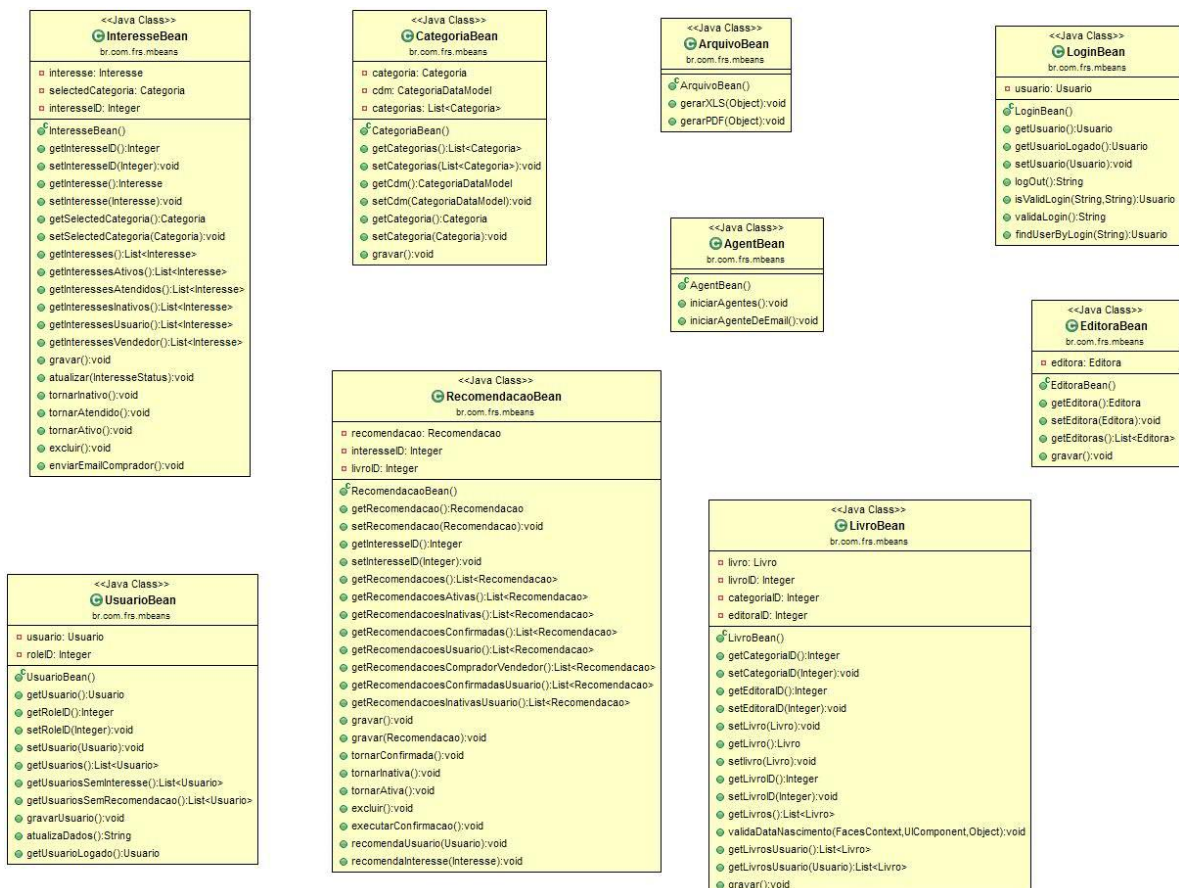 <<Java Class>>
InteresseBean
br.com.frs.mbeans
interesse: Interesse
selectedCategoria: Categoria
interesseID: Integer
InteresseBean()
getInteresseID():Integer
setInteresseID(Integer):void
getInteresse():Interesse
setInteresse(Interesse):void
getSelectedCategoria():Categoria
setSelectedCategoria(Categoria):void
getInteresses():List<Interesse>
getInteressesAtivos():List<Interesse>
getInteressesAtendidos():List<Interesse>
getInteressesInativos():List<Interesse>
getInteressesUsuario():List<Interesse>
getInteressesVendedor():List<Interesse>
gravar():void
atualizar(InteresseStatus):void
tornarInativo():void
tornarAtendido():void
tornarAtivo():void
excluir():void
enviarEmailComprador():void
<<Java Class>>
CategoriaBean
br.com.frs.mbeans
categoria: Categoria
cdm: CategoriaDataModel
categorias: List<Categoria>
CategoriaBean()
getCategorias():List<Categoria>
setCategorias(List<Categoria>):void
getCdm():CategoriaDataModel
setCdm(CategoriaDataModel):void
getCategoria():Categoria
setCategoria(Categoria):void
gravar():void
<<Java Class>>
ArquivoBean
br.com.frs.mbeans
ArquivoBean()
gerarXLS(Object):void
gerarPDF(Object):void
<<Java Class>>
LoginBean
br.com.frs.mbeans
usuario: Usuario
LoginBean()
getUsuario():Usuario
getUsuarioLogado():Usuario
setUsuario(Usuario):void
logOut():String
isValidLogin(String,String):Usuario
validaLogin():String
findUserByLogin(String):Usuario
<<Java Class>>
AgentBean
br.com.frs.mbeans
AgentBean()
iniciarAgentes():void
iniciarAgenteDeEmail():void
<<Java Class>>
EditoraBean
br.com.frs.mbeans
editora: Editora
EditoraBean()
getEditora():Editora
setEditora(Editora):void
getEditoras():List<Editora>
gravar():void
<<Java Class>>
RecomendacaoBean
br.com.frs.mbeans
recomendacao: Recomendacao
interesseID: Integer
livroID: Integer
RecomendacaoBean()
getRecomendacao():Recomendacao
setRecomendacao(Recomendacao):void
getInteresseID():Integer
setInteresseID(Integer):void
getRecomendacoes():List<Recomendacao>
getRecomendacoesAtivas():List<Recomendacao>
getRecomendacoesInativas():List<Recomendacao>
getRecomendacoesConfirmadas():List<Recomendacao>
getRecomendacoesUsuario():List<Recomendacao>
getRecomendacoesCompradorVendedor():List<Recomendacao>
getRecomendacoesConfirmadasUsuario():List<Recomendacao>
getRecomendacoesInativasUsuario():List<Recomendacao>
gravar():void
gravar(Recomendacao):void
tornarConfirmada():void
tornarInativa():void
tornarAtiva():void
excluir():void
executarConfirmacao():void
recomendaUsuario(Usuario):void
recomendaInteresse(Interesse):void
<<Java Class>>
UsuarioBean
br.com.frs.mbeans
usuario: Usuario
roleID: Integer
UsuarioBean()
getUsuario():Usuario
getRoleID():Integer
setRoleID(Integer):void
setUsuario(Usuario):void
getUsuarios():List<Usuario>
getUsuariosSemInteresse():List<Usuario>
getUsuariosSemRecomendacao():List<Usuario>
gravarUsuario():void
atualizaDados():String
getUsuarioLogado():Usuario
<<Java Class>>
LivroBean
br.com.frs.mbeans
livro: Livro
livroID: Integer
categoriaID: Integer
editoraID: Integer
LivroBean()
getCategoriaID():Integer
setCategoriaID(Integer):void
getEditoraID():Integer
setEditoraID(Integer):void
setLivro(Livro):void
getLivro():Livro
setlivro(Livro):void
getLivroID():Integer
setLivroID(Integer):void
getLivros():List<Livro>
validaDataNascimento(FacesContext,UIComponent,Object):void
getLivrosUsuario():List<Livro>
getLivrosUsuario(Usuario):List<Livro>
gravar():void